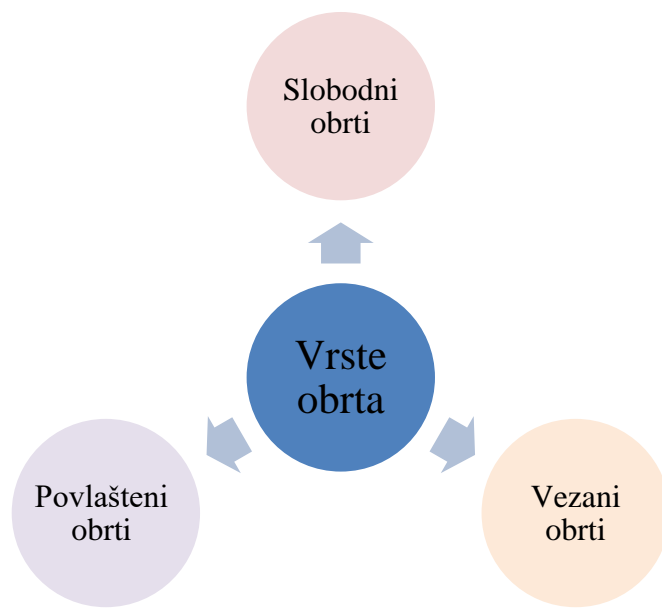 Slobodni
obrti
Vrste
obrta
Povlašteni
obrti
Vezani
obrti